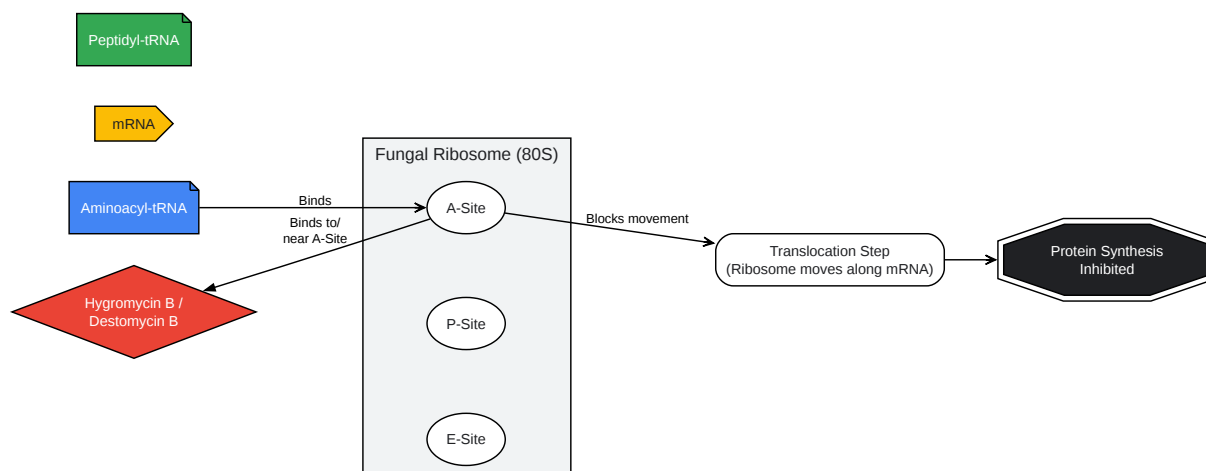 Peptidyl-tRNA
mRNA
Fungal Ribosome (80S)
Aminoacyl-tRNA
Binds
A-Site
Binds to/
near A-Site
Blocks movement
Translocation Step
(Ribosome moves along mRNA)
Protein Synthesis
Inhibited
Hygromycin B /
Destomycin B
P-Site
E-Site